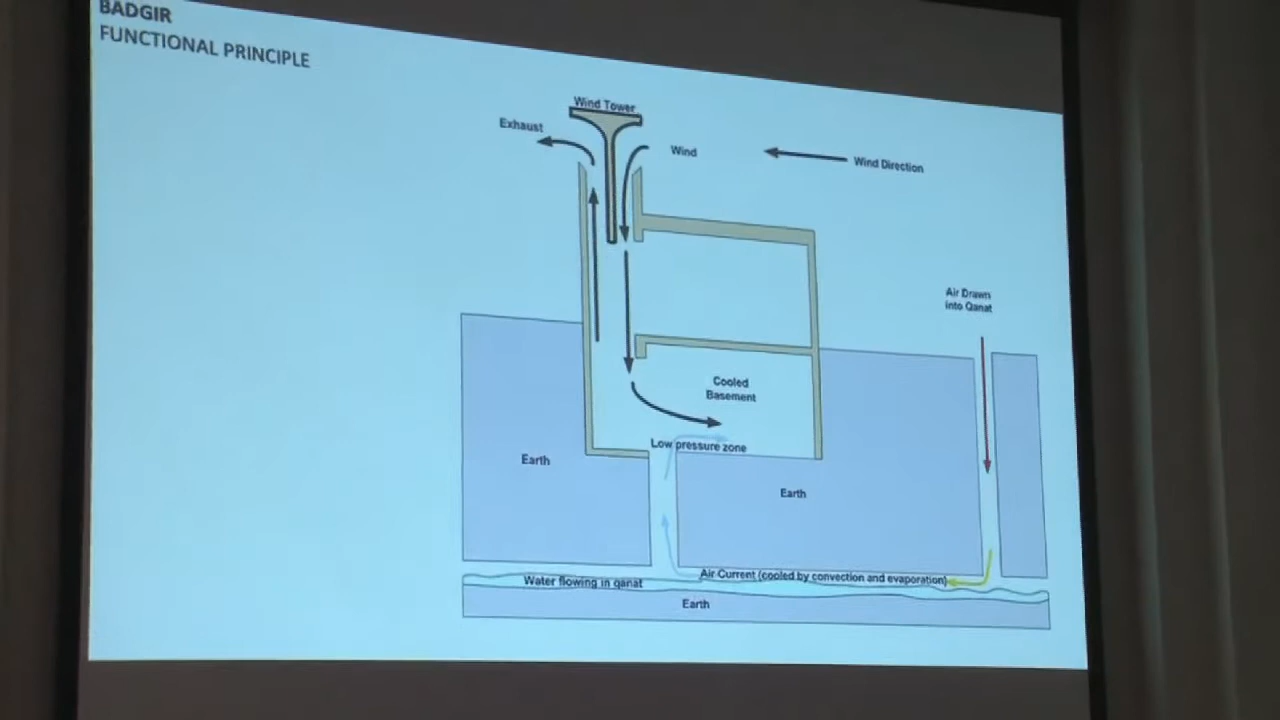 BADGIR
FUNCTIONAL PRINCIPLE
Wind Tower
Exhaust
Wind
Wind Direction
Air Drawn
into Qanat
Cooled
Basement
Low pressure zone
Earth
Earth
Air Current (cooled by convection and evaporation)
Water flowing in qanat
Earth